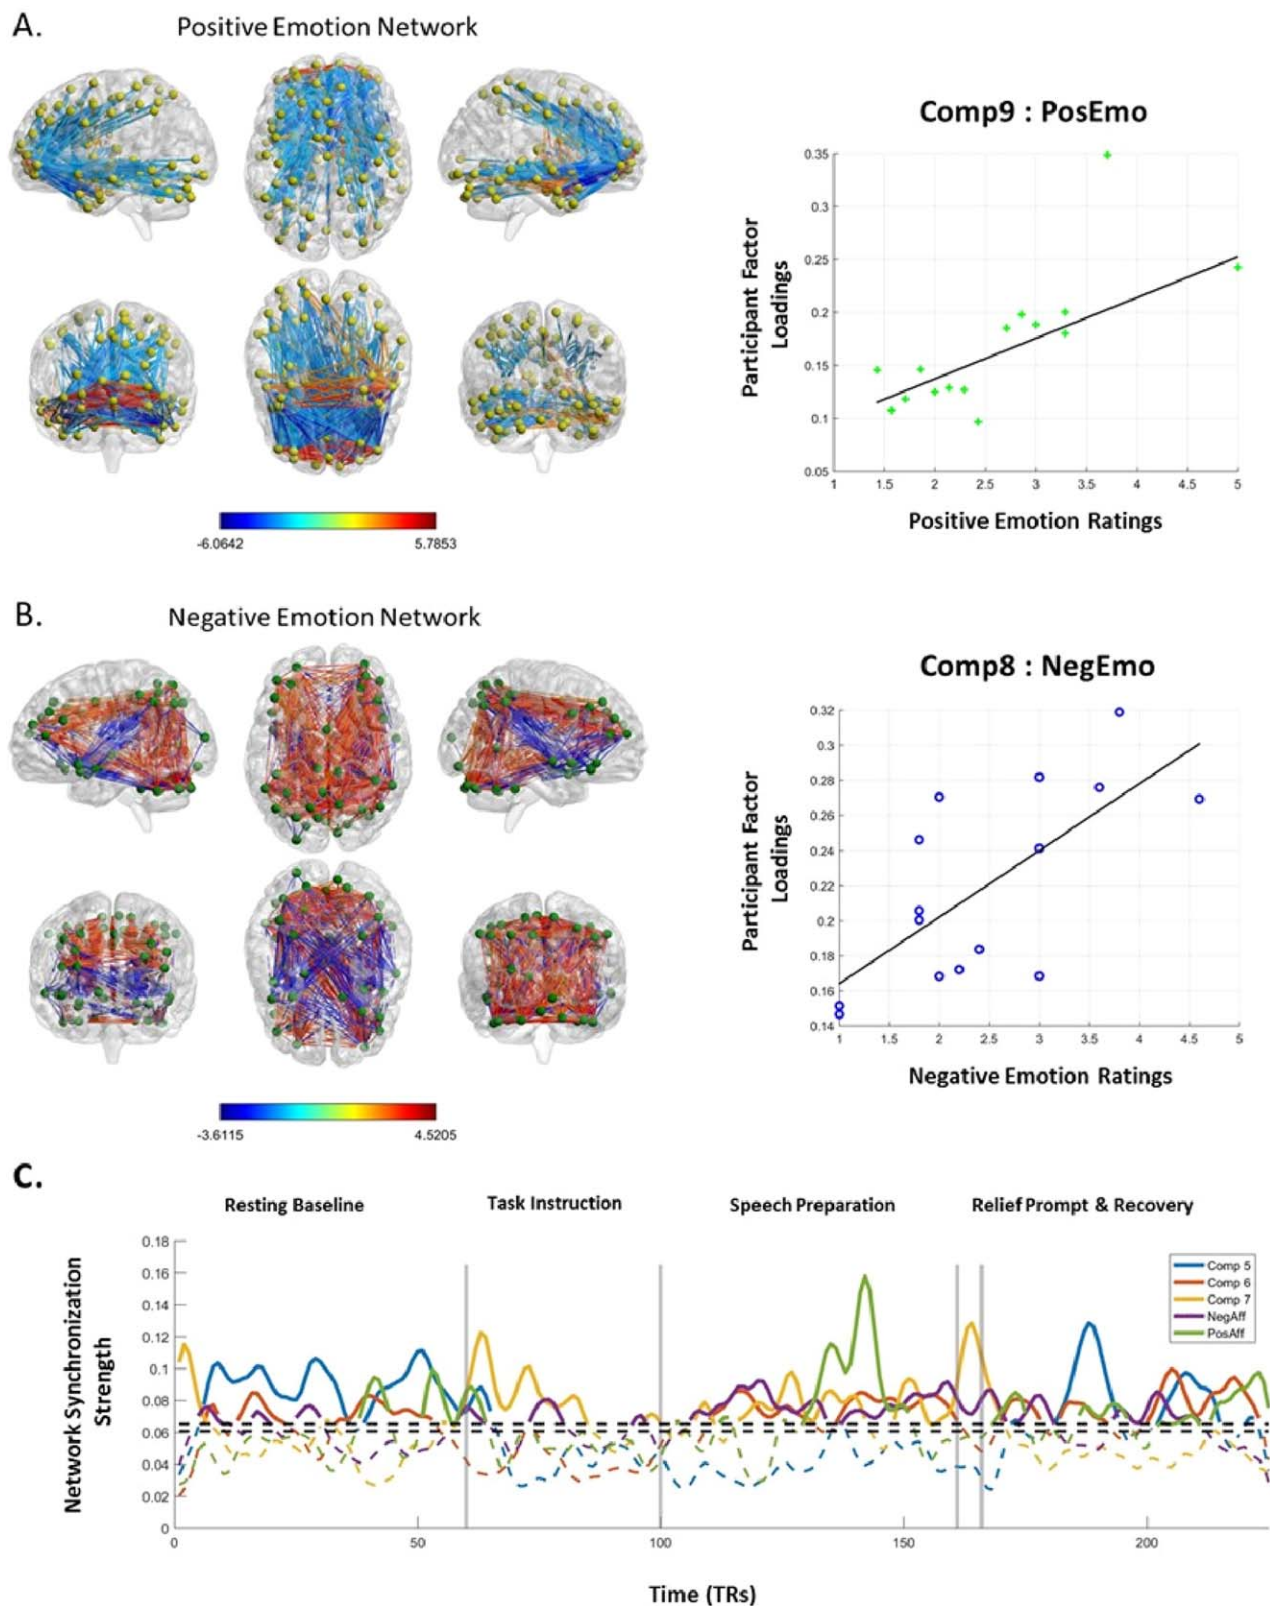 A.
Positive Emotion Network
-6.0642
5.7853
Comp9 : PosEmo
Participant Factor
Loadings
0.35
0.3
0.25
0.2
0.15
0.1
0.05
1
1.5
2
2.5
3
3.5
4
4.5
5
Positive Emotion Ratings
B.
Negative Emotion Network
-3.6115
4.5205
Comp8 : NegEmo
Participant Factor
Loadings
0.32
0.3
0.28
0.26
0.24
0.22
0.2
0.18
0.16
0.14
1
1.5
2
2.5
3
3.5
4
4.5
5
Negative Emotion Ratings
C.
Resting Baseline
Task Instruction
Speech Preparation
Relief Prompt & Recovery
Network Synchronization
Strength
0.18
0.16
0.14
0.12
0.1
0.08
0.06
0.04
0.02
0
0
50
100
150
200
Comp 5
Comp 6
Comp 7
NegAff
PosAff
Time (TRs)